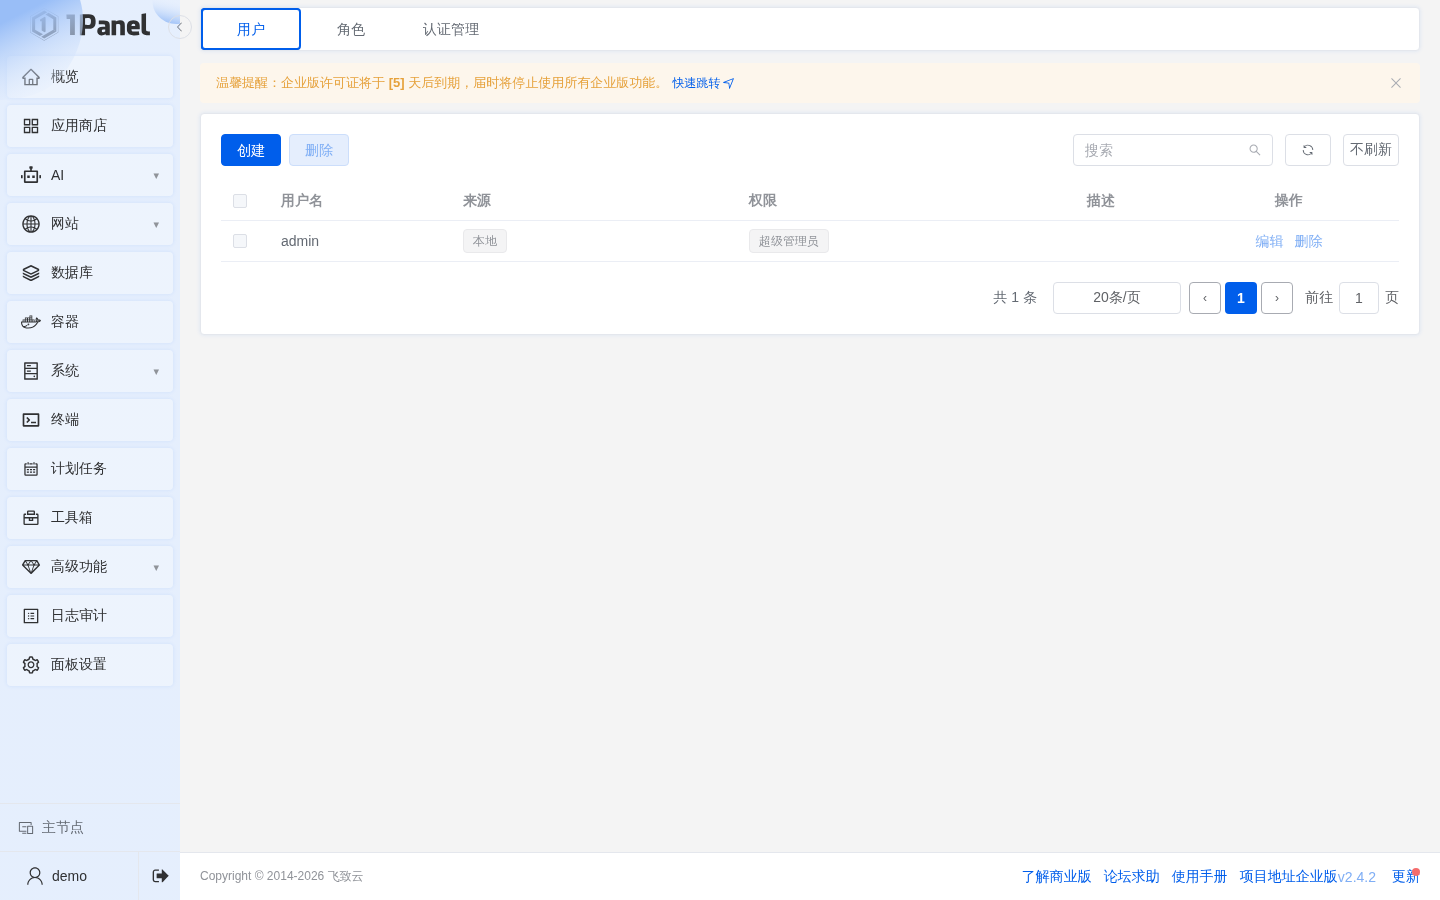 1Panel
概览
应用商店
AI
网站
数据库
容器
系统
终端
计划任务
工具箱
高级功能
日志审计
面板设置
主节点
demo
用户 角色 认证管理
温馨提醒：企业版许可证将于 [5] 天后到期，届时将停止使用所有企业版功能。 快速跳转
创建 删除 搜索 不刷新
用户名 来源 权限 描述 操作
admin 本地 超级管理员 编辑 删除
共 1 条 20条/页 ‹ 1 › 前往 1 页
Copyright © 2014-2026 飞致云 了解商业版 论坛求助 使用手册 项目地址企业版v2.4.2 更新